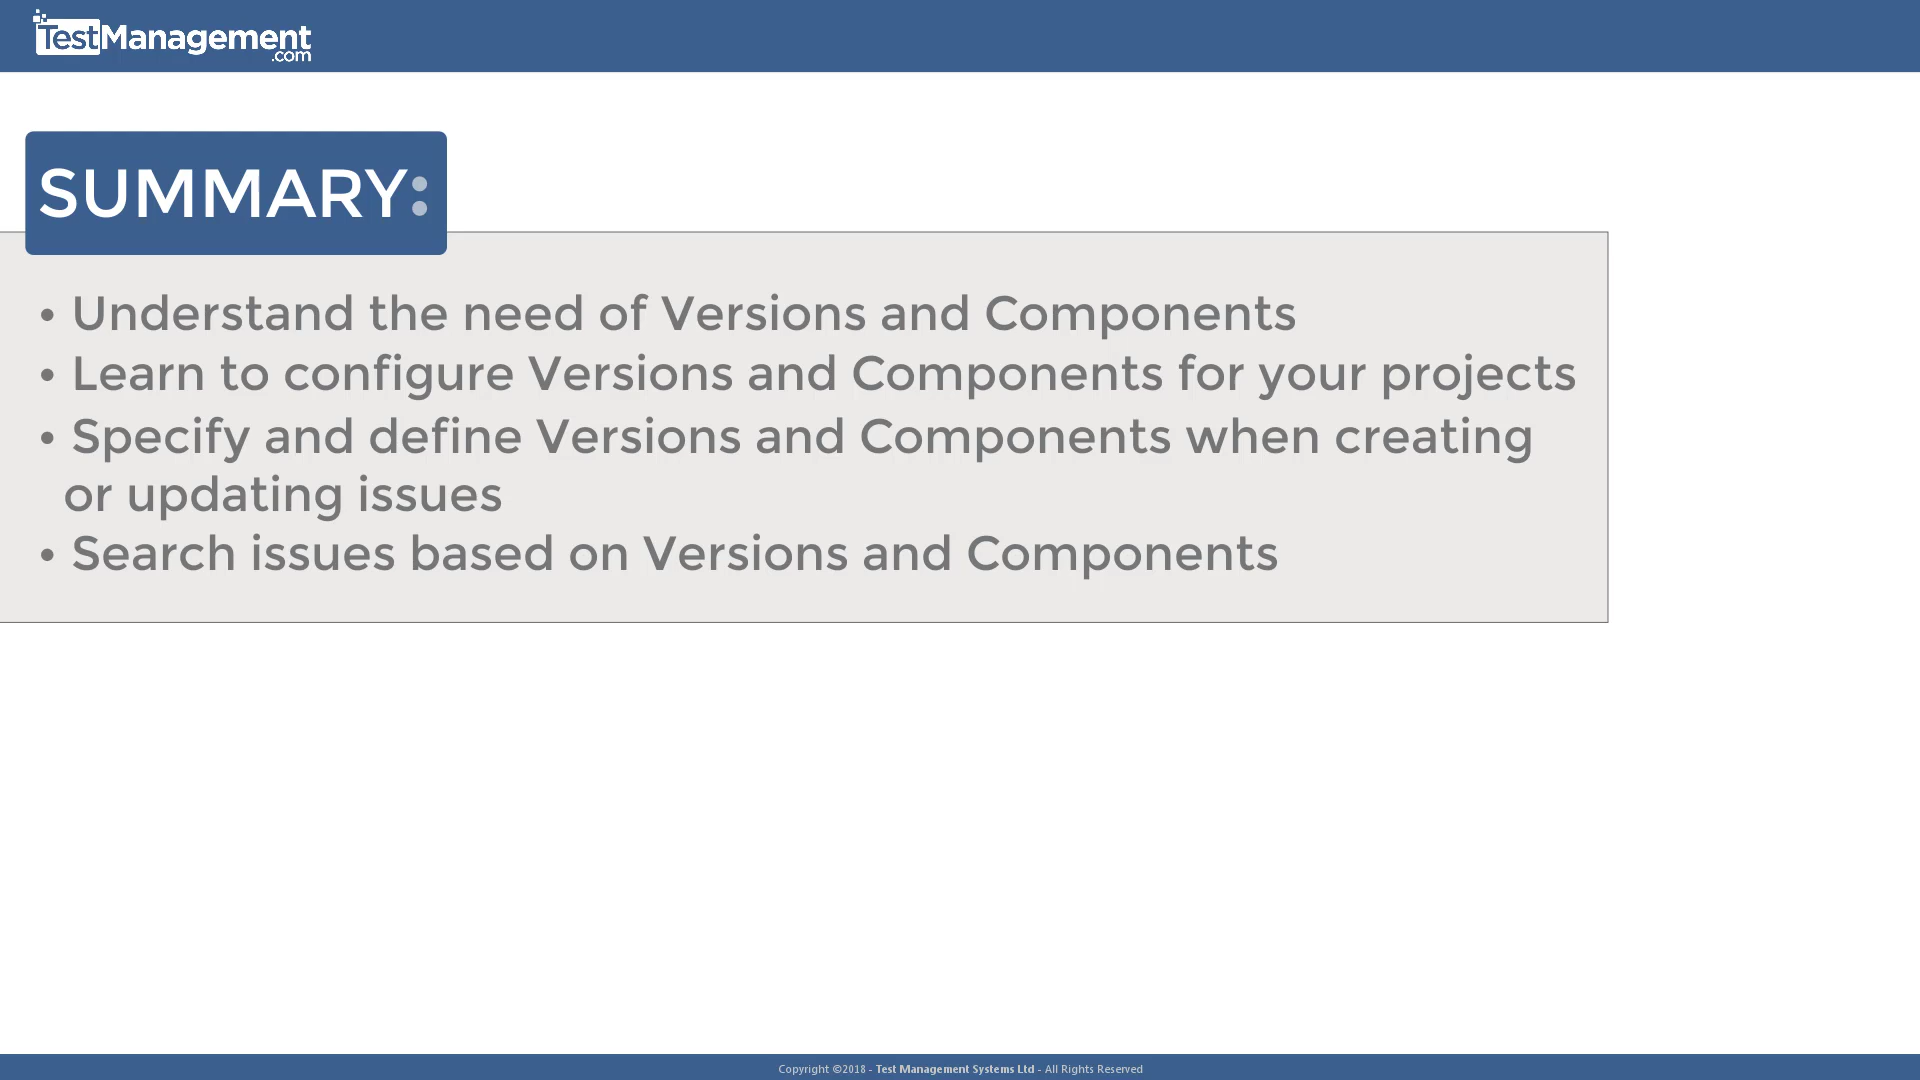 TestManagement
.com
SUMMARY:
• Understand the need of Versions and Components
• Learn to configure Versions and Components for your projects
• Specify and define Versions and Components when creating
or updating issues
• Search issues based on Versions and Components
Copyright ©2018 - Test Management Systems Ltd - All Rights Reserved